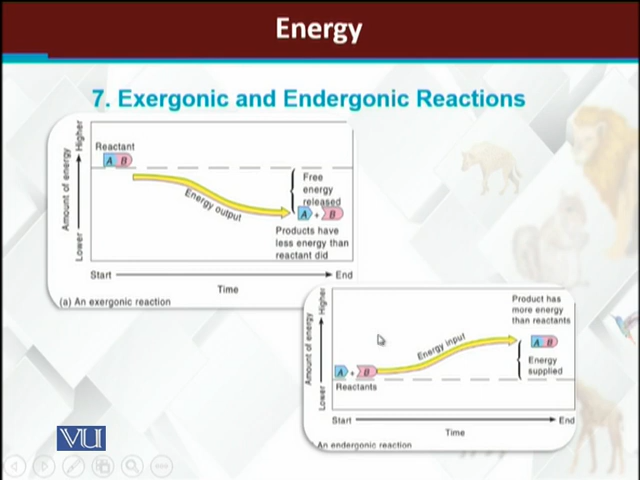 Energy
7. Exergonic and Endergonic Reactions
Amount of energy
Lower
Higher
Reactant
A B
Energy output
Free
energy
released
A + B
Products have
less energy than
reactant did
Start
End
Time
(a) An exergonic reaction
Amount of energy
Lower
Higher
Product has
more energy
than reactants
Energy input
A B
A + B
Reactants
Energy
supplied
Start
End
Time
An endergonic reaction
VU